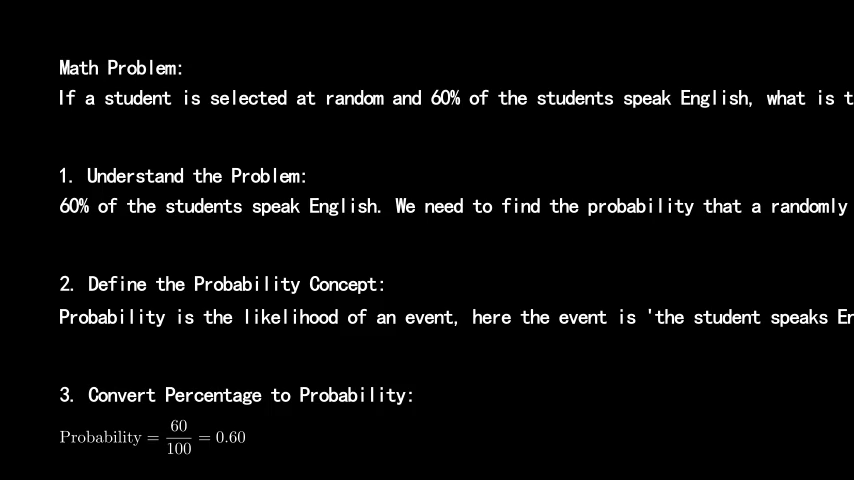 Math Problem:
If a student is selected at random and 60% of the students speak English, what is
1. Understand the Problem:
60% of the students speak English. We need to find the probability that a randomly
2. Define the Probability Concept:
Probability is the likelihood of an event, here the event is 'the student speaks
3. Convert Percentage to Probability:
Probability = 60/100 = 0.60